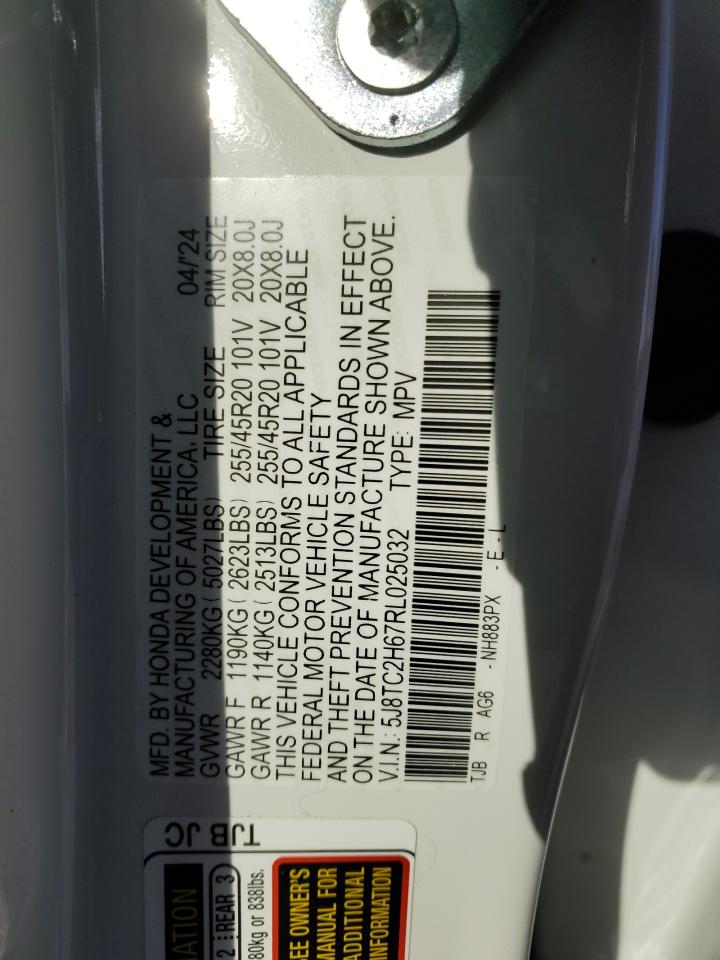 MFD. BY HONDA DEVELOPMENT &
MANUFACTURING OF AMERICA, LLC 04/'24
GVWR 2280KG ( 5027LBS) TIRE SIZE RIM SIZE
GAWR F 1190KG ( 2623LBS) 255/45R20 101V 20X8.0J
GAWR R 1140KG ( 2513LBS) 255/45R20 101V 20X8.0J
THIS VEHICLE CONFORMS TO ALL APPLICABLE
FEDERAL MOTOR VEHICLE SAFETY
AND THEFT PREVENTION STANDARDS IN EFFECT
ON THE DATE OF MANUFACTURE SHOWN ABOVE.
V.I.N.: 5J8TC2H67RL025032 TYPE: MPV
TJB R AG6 - NH883PX - E - L
TJB JC
2 REAR 3
80kg or 838lbs.
OWNER'S
MANUAL FOR
ADDITIONAL
INFORMATION